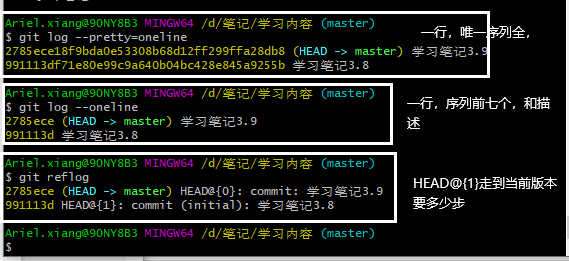 Ariel.xiang@9ONY8B3 MINGW64 /d/笔记/学习内容 (master)
$ git log --pretty=oneline
2785ece18f9bda0e53308b68d12ff299ffa28db8 (HEAD -> master) 学习笔记3.9
991113df71e80e99c9a640b04bc428e845a9255b 学习笔记3.8
一行，唯一序列全，
Ariel.xiang@9ONY8B3 MINGW64 /d/笔记/学习内容 (master)
$ git log --oneline
2785ece (HEAD -> master) 学习笔记3.9
991113d 学习笔记3.8
一行，序列前七个，和描
述
Ariel.xiang@9ONY8B3 MINGW64 /d/笔记/学习内容 (master)
$ git reflog
2785ece (HEAD -> master) HEAD@{0}: commit: 学习笔记3.9
991113d HEAD@{1}: commit (initial): 学习笔记3.8
HEAD@{1}走到当前版本
要多少步
Ariel.xiang@9ONY8B3 MINGW64 /d/笔记/学习内容 (master)
$